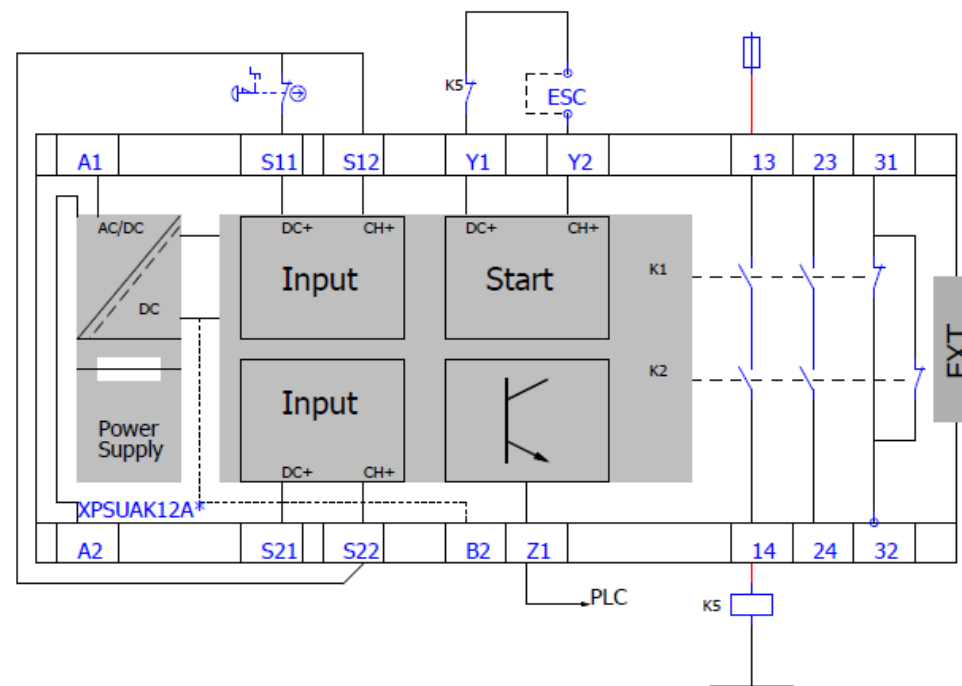 K5
ESC
A1 S11 S12 Y1 Y2 13 23 31
AC/DC
DC
DC+ CH+
Input
DC+ CH+
Start
K1
K2
Input
DC+ CH+
Power
Supply
EXT
XPSUAK12A*
A2 S21 S22 B2 Z1 14 24 32
PLC
K5